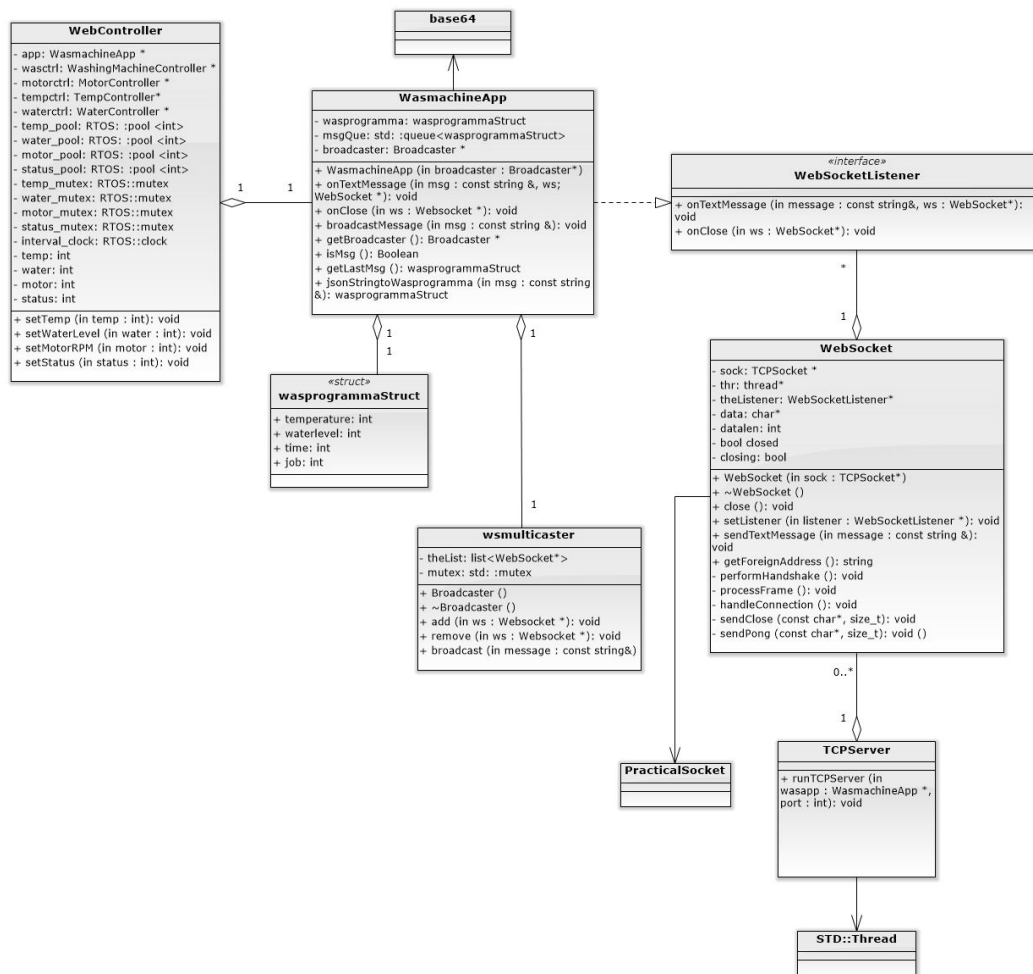 base64
WebController
- app: WasmachineApp *
- wasctrl: WashingMachineController *
- motorctrl: MotorController *
- tempctrl: TempController*
- waterctrl: WaterController *
- temp_pool: RTOS: :pool <int>
- water_pool: RTOS: :pool <int>
- motor_pool: RTOS: :pool <int>
- status_pool: RTOS: :pool <int>
- temp_mutex: RTOS::mutex
- water_mutex: RTOS::mutex
- motor_mutex: RTOS::mutex
- status_mutex: RTOS::mutex
- interval_clock: RTOS::clock
- temp: int
- water: int
- motor: int
- status: int
+ setTemp (in temp : int): void
+ setWaterLevel (in water : int): void
+ setMotorRPM (in motor : int): void
+ setStatus (in status : int): void
1
1
WasmachineApp
- wasprogramma: wasprogrammaStruct
- msgQue: std: :queue<wasprogrammaStruct>
- broadcaster: Broadcaster *
+ WasmachineApp (in broadcaster : Broadcaster*)
+ onTextMessage (in msg : const string &, ws;
WebSocket *): void
+ onClose (in ws : Websocket *): void
+ broadcastMessage (in msg : const string &): void
+ getBroadcaster (): Broadcaster *
+ isMsg (): Boolean
+ getLastMsg (): wasprogrammaStruct
+ jsonStringtoWasprogramma (in msg : const string
&): wasprogrammaStruct
«interface»
WebSocketListener
+ onTextMessage (in message : const string&, ws : WebSocket*):
void
+ onClose (in ws : WebSocket*): void
*
1
1
1
1
«struct»
wasprogrammaStruct
+ temperature: int
+ waterlevel: int
+ time: int
+ job: int
WebSocket
- sock: TCPSocket *
- thr: thread*
- theListener: WebSocketListener*
- data: char*
- datalen: int
- bool closed
- closing: bool
+ WebSocket (in sock : TCPSocket*)
+ ~WebSocket ()
+ close (): void
+ setListener (in listener : WebSocketListener *): void
+ sendTextMessage (in message : const string &):
void
+ getForeignAddress (): string
- performHandshake (): void
- processFrame (): void
- handleConnection (): void
- sendClose (const char*, size_t): void
- sendPong (const char*, size_t): void ()
1
wsmulticaster
- theList: list<WebSocket*>
- mutex: std: :mutex
+ Broadcaster ()
+ ~Broadcaster ()
+ add (in ws : Websocket *): void
+ remove (in ws : Websocket *): void
+ broadcast (in message : const string&)
0..*
1
PracticalSocket
TCPServer
+ runTCPServer (in
wasapp : WasmachineApp *,
port : int): void
STD::Thread